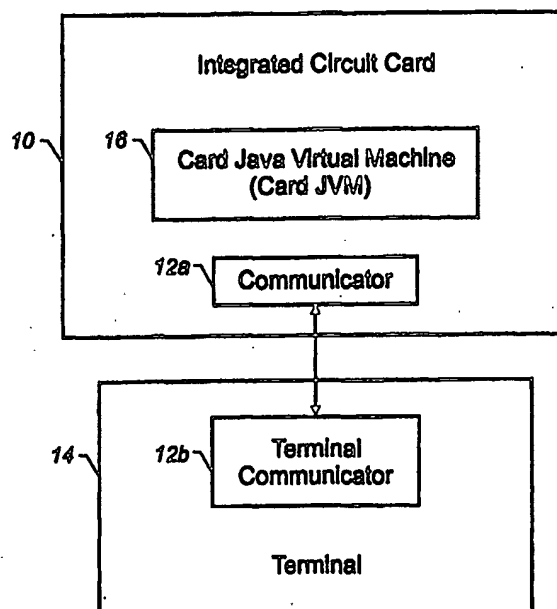 Integrated Circuit Card
10
16
Card Java Virtual Machine
(Card JVM)
12a
Communicator
14
12b
Terminal
Communicator
Terminal